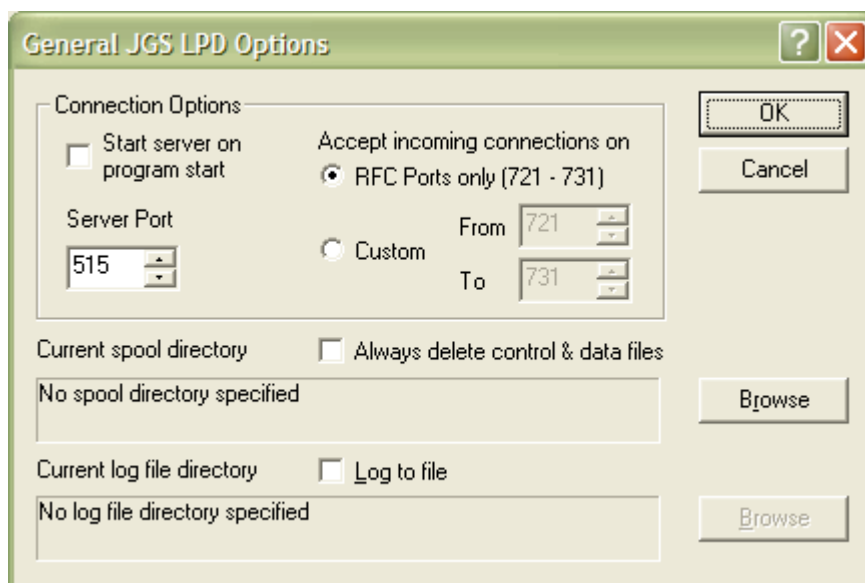 General JGS LPD Options
Connection Options
OK
Start server on
program start
Accept incoming connections on
RFC Ports only (721 - 731)
Cancel
Server Port
515
Custom
From 721
To 731
Current spool directory
Always delete control & data files
No spool directory specified
Browse
Current log file directory
Log to file
No log file directory specified
Browse